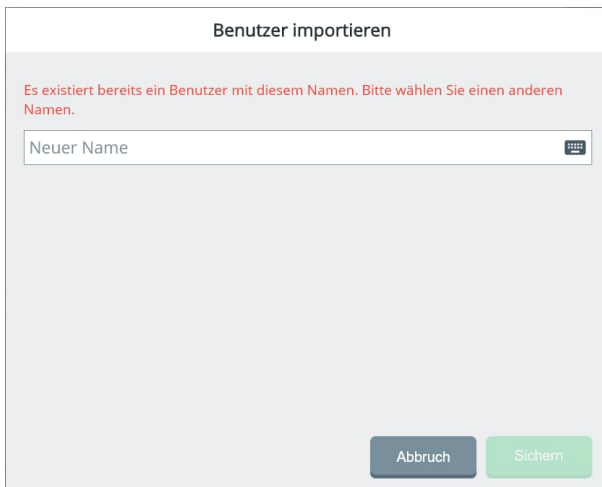 Benutzer importieren
Es existiert bereits ein Benutzer mit diesem Namen. Bitte wählen Sie einen anderen
Namen.
Neuer Name
Abbruch
Sichern